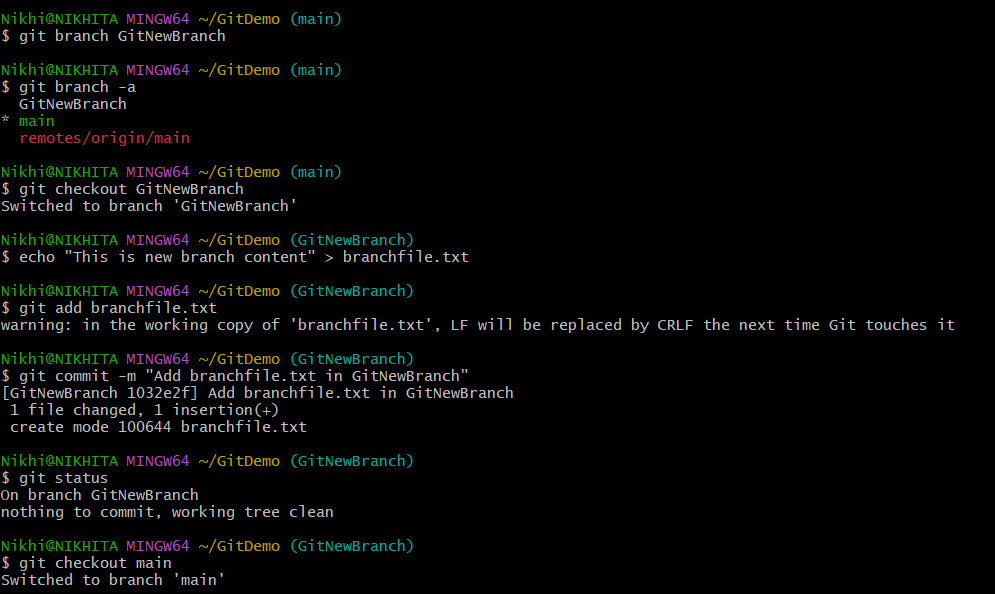 Nikhi@NIKHITA MINGW64 ~/GitDemo (main)
$ git branch GitNewBranch
Nikhi@NIKHITA MINGW64 ~/GitDemo (main)
$ git branch -a
  GitNewBranch
* main
  remotes/origin/main
Nikhi@NIKHITA MINGW64 ~/GitDemo (main)
$ git checkout GitNewBranch
Switched to branch 'GitNewBranch'
Nikhi@NIKHITA MINGW64 ~/GitDemo (GitNewBranch)
$ echo "This is new branch content" > branchfile.txt
Nikhi@NIKHITA MINGW64 ~/GitDemo (GitNewBranch)
$ git add branchfile.txt
warning: in the working copy of 'branchfile.txt', LF will be replaced by CRLF the next time Git touches it
Nikhi@NIKHITA MINGW64 ~/GitDemo (GitNewBranch)
$ git commit -m "Add branchfile.txt in GitNewBranch"
[GitNewBranch 1032e2f] Add branchfile.txt in GitNewBranch
 1 file changed, 1 insertion(+)
 create mode 100644 branchfile.txt
Nikhi@NIKHITA MINGW64 ~/GitDemo (GitNewBranch)
$ git status
On branch GitNewBranch
nothing to commit, working tree clean
Nikhi@NIKHITA MINGW64 ~/GitDemo (GitNewBranch)
$ git checkout main
Switched to branch 'main'